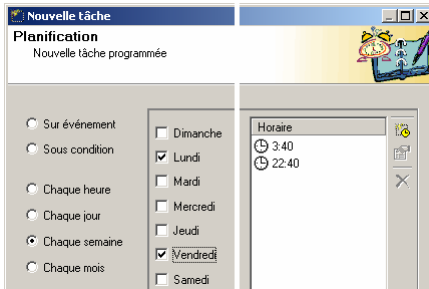 Nouvelle tâche
Planification
Nouvelle tâche programmée
Sur événement
Sous condition
Chaque heure
Chaque jour
Chaque semaine
Chaque mois
Dimanche
Lundi
Mardi
Mercredi
Jeudi
Vendredi
Samedi
Horaire
3:40
22:40